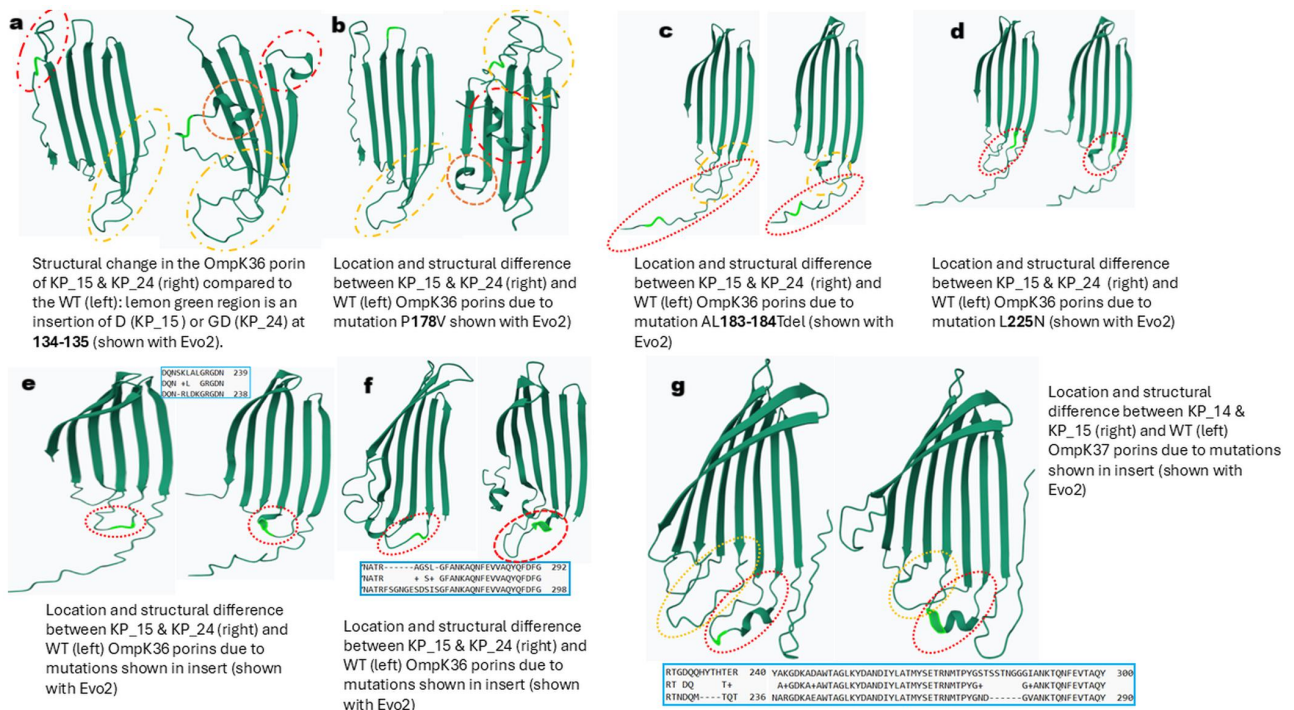 a
b
c
d
Structural change in the OmpK36 porin
of KP_15 & KP_24 (right) compared to
the WT (left): lemon green region is an
insertion of D (KP_15 ) or GD (KP_24) at
134-135 (shown with Evo2).
Location and structural difference
between KP_15 & KP_24 (right) and
WT (left) OmpK36 porins due to
mutation P178V shown with Evo2)
Location and structural difference
between KP_15 & KP_24 (right) and
WT (left) OmpK36 porins due to
mutation AL183-184Tdel (shown with
Evo2)
Location and structural difference
between KP_15 & KP_24 (right) and
WT (left) OmpK36 porins due to
mutation L225N (shown with Evo2)
e
DQNSKLALGRGDN 239
DQN +L GRGDN
DQN-RLDKGRGDN 238
Location and structural difference
between KP_15 & KP_24 (right) and
WT (left) OmpK36 porins due to
mutations shown in insert (shown
with Evo2)
f
'NATR------AGSL-GFANKAQNFEVVAQYQFDFG 292
'NATR + S+ GFANKAQNFEVVAQYQFDFG
'NATRFSGNGESDSISGFANKAQNFEVVAQYQFDFG 298
Location and structural difference
between KP_15 & KP_24 (right) and
WT (left) OmpK36 porins due to
mutations shown in insert (shown
with Evo2)
g
Location and structural
difference between KP_14 &
KP_15 (right) and WT (left)
OmpK37 porins due to mutations
shown in insert (shown with
Evo2)
RTGDQQHYTHTER 240 YAKGDKADAWTAGLKYDANDIYLATMYSETRNMTPYGSTSSTNGGGIANKTQNFEVTAQY 300
RT DQ T+ A+GDKA+AWTAGLKYDANDIYLATMYSETRNMTPYG+ G+ANKTQNFEVTAQY
RTNDQM----TQT 236 NARGDKAEAWTAGLKYDANDIYLATMYSETRNMTPYGND------GVANKTQNFEVTAQY 290